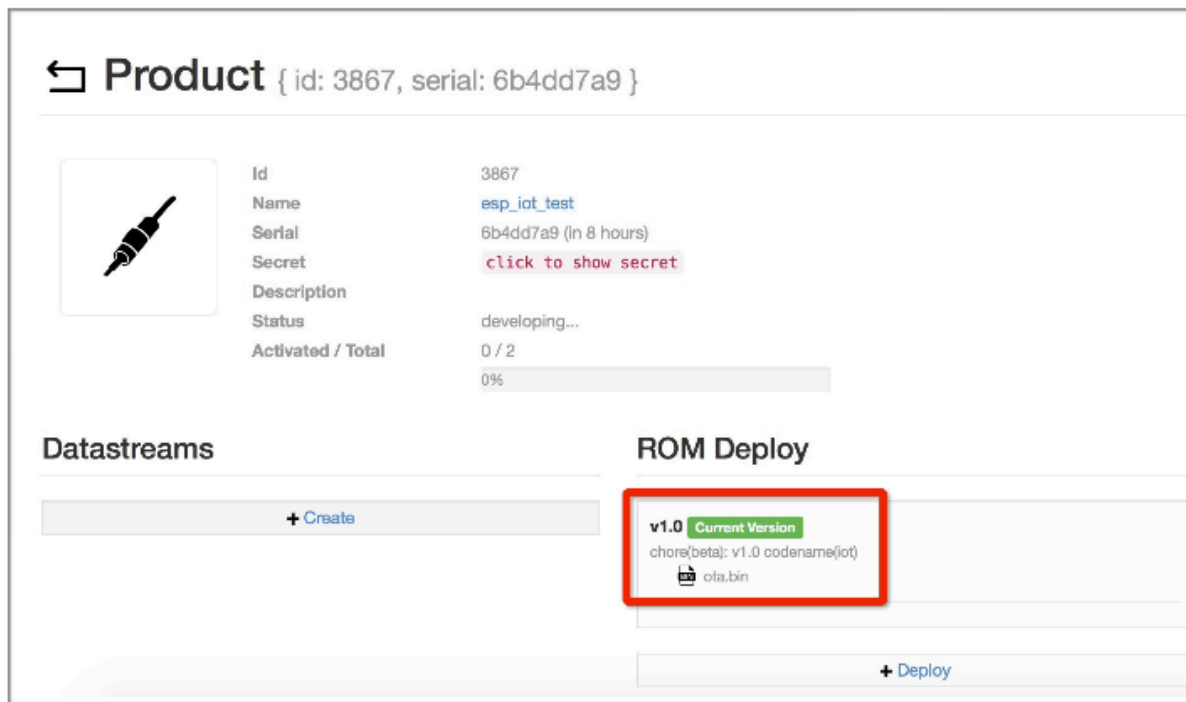 Product { id: 3867, serial: 6b4dd7a9 }
Id 3867
Name esp_iot_test
Serial 6b4dd7a9 (in 8 hours)
Secret click to show secret
Description
Status developing...
Activated / Total 0 / 2
0%
Datastreams
+ Create
ROM Deploy
v1.0 Current Version
chore(beta): v1.0 codename(iot)
ota.bin
+ Deploy